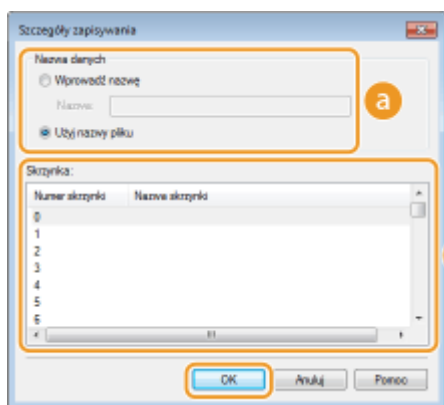 Szczegóły zapisywania
Nazwa danych
Wprowadź nazwę
Nazwa:
a
Użyj nazwy pliku
Skrzynka:
Numer skrzynki Nazwa skrzynki
0
1
2
3
4
5
6
OK Anuluj Pomoc